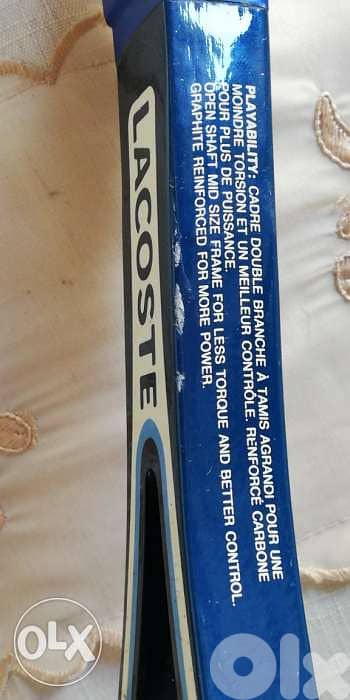 LACOSTE
PLAYABILITY: CADRE DOUBLE BRANCHE À TAMIS AGRANDI POUR UNE
MOINDRE TORSION ET UN MEILLEUR CONTRÔLE. RENFORCÉ CARBONE
POUR PLUS DE PUISSANCE.
OPEN SHAFT MID SIZE FRAME FOR LESS TORQUE AND BETTER CONTROL.
GRAPHITE REINFORCED FOR MORE POWER.
OLX
olx